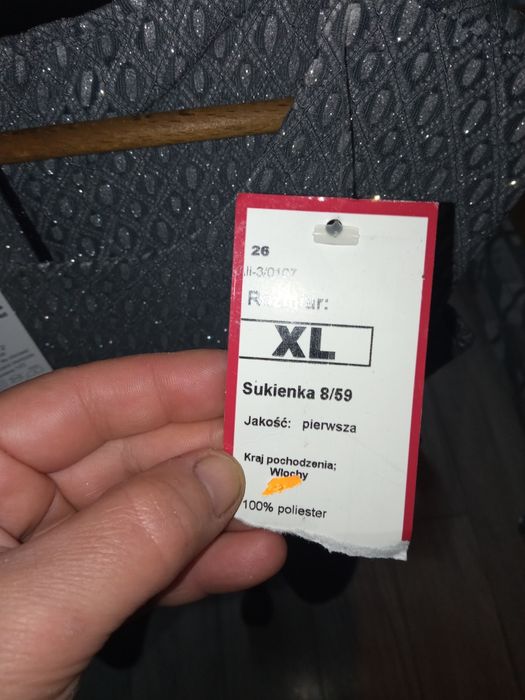 26
Rozmiar:
XL
Sukienka 8/59
Jakość: pierwsza
Kraj pochodzenia;
Włochy
100% poliester